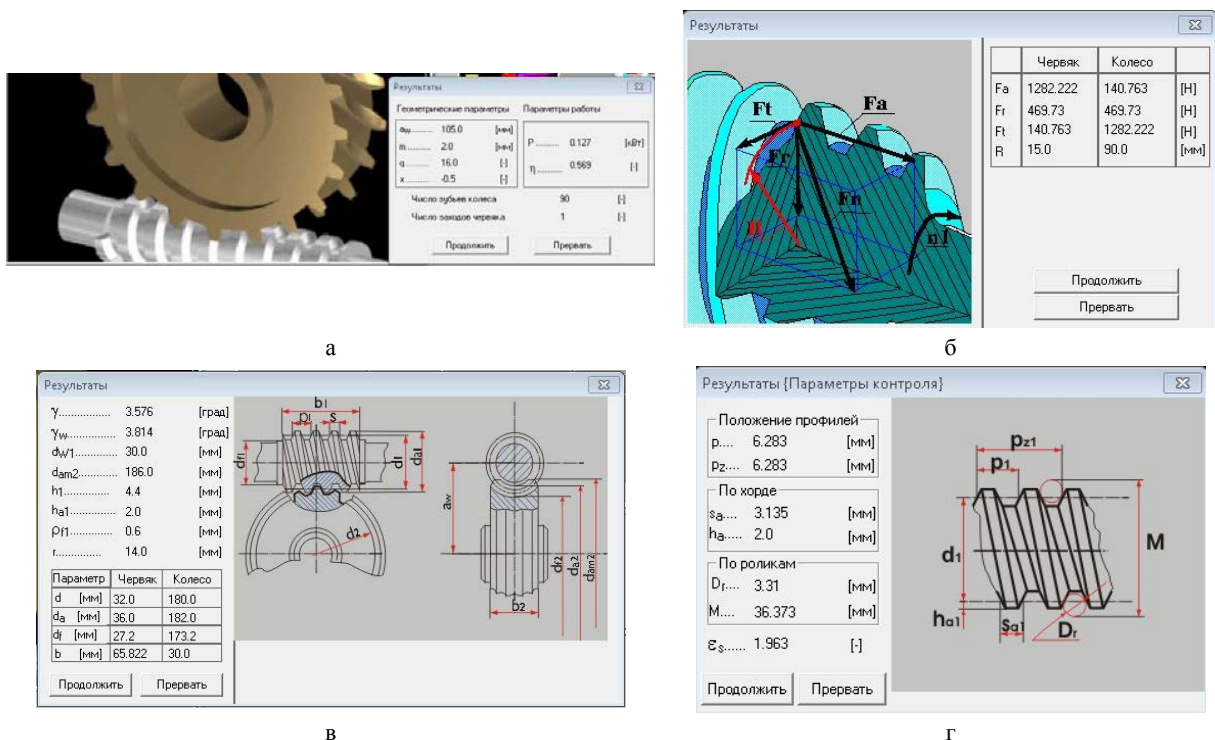 Результаты
Геометрические параметры Параметры работы
aw......... 105.0 [мм]
m........... 2.0 [мм]
q............ 16.0 [-]
x............ -0.5 [-]
P.......... 0.127 [кВт]
η.......... 0.569 [-]
Число зубьев колеса 90 [-]
Число заходов червяка 1 [-]
Продолжить Прервать
а
Результаты
Ft Fa
Fr
Fn
R
n1
Червяк Колесо
Fa 1282.222 140.763 [Н]
Fr 469.73 469.73 [Н]
Ft 140.763 1282.222 [Н]
R 15.0 90.0 [мм]
Продолжить
Прервать
б
Результаты
γ................ 3.576 [град]
γw............. 3.814 [град]
dw1............ 30.0 [мм]
dam2.......... 186.0 [мм]
h1.............. 4.4 [мм]
ha1............. 2.0 [мм]
ρf1............. 0.6 [мм]
r............... 14.0 [мм]
Параметр Червяк Колесо
d [мм] 32.0 180.0
da [мм] 36.0 182.0
df [мм] 27.2 173.2
b [мм] 65.822 30.0
Продолжить Прервать
b1
p1 s
df1 d1 da1
d2
aw
df2 da2 dam2
b2
в
Результаты {Параметры контроля}
Положение профилей
p.... 6.283 [мм]
pz... 6.283 [мм]
По хорде
sa.... 3.135 [мм]
ha.... 2.0 [мм]
По роликам
Dr.... 3.31 [мм]
M.... 36.373 [мм]
εs...... 1.963 [-]
Продолжить Прервать
pz1
p1
d1 M
ha1 sa1 Dr
г